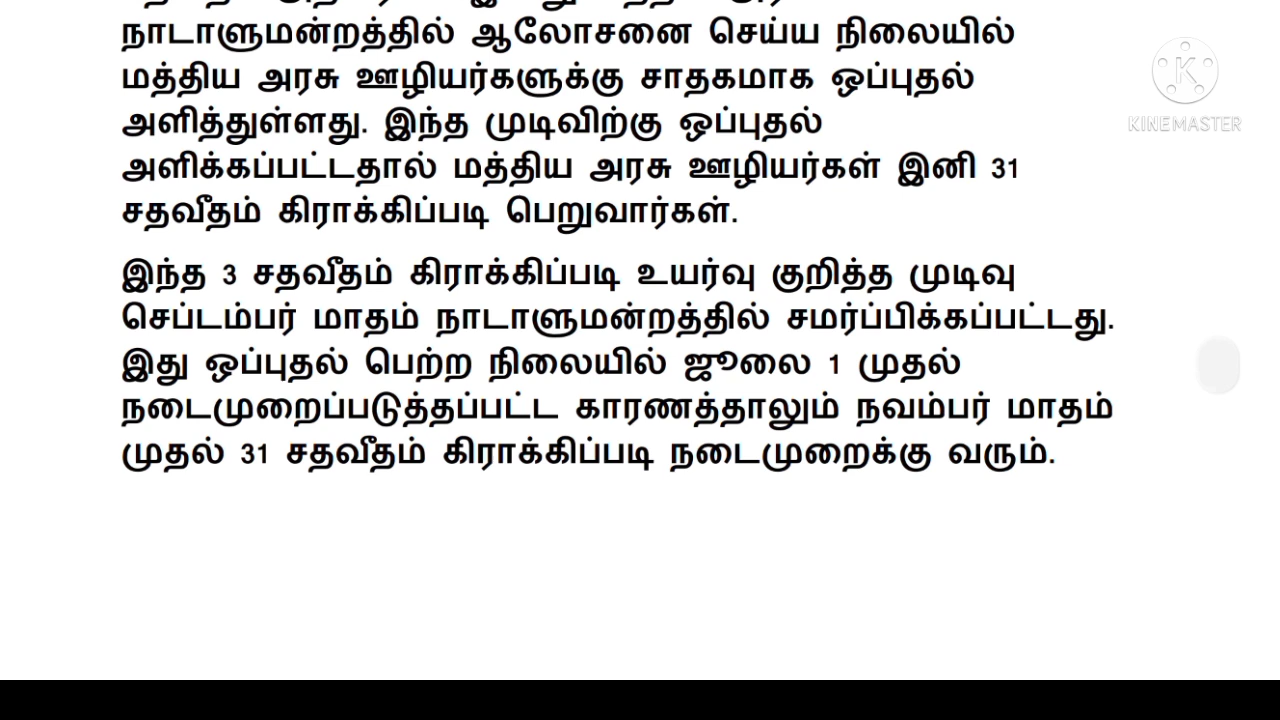 நாடாளுமன்றத்தில் ஆலோசனை செய்ய நிலையில்
மத்திய அரசு ஊழியர்களுக்கு சாதகமாக ஒப்புதல்
அளித்துள்ளது. இந்த முடிவிற்கு ஒப்புதல்
அளிக்கப்பட்டதால் மத்திய அரசு ஊழியர்கள் இனி 31
சதவீதம் கிராக்கிப்படி பெறுவார்கள்.
இந்த 3 சதவீதம் கிராக்கிப்படி உயர்வு குறித்த முடிவு
செப்டம்பர் மாதம் நாடாளுமன்றத்தில் சமர்ப்பிக்கப்பட்டது.
இது ஒப்புதல் பெற்ற நிலையில் ஜூலை 1 முதல்
நடைமுறைப்படுத்தப்பட்ட காரணத்தாலும் நவம்பர் மாதம்
முதல் 31 சதவீதம் கிராக்கிப்படி நடைமுறைக்கு வரும்.
K
KINEMASTER